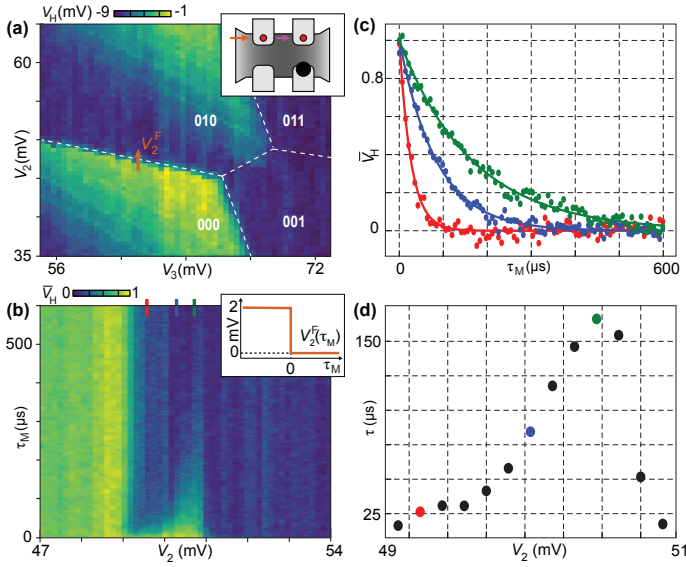 (a) V_H(mV) -9 -1
60
V_2(mV)
35
010
011
V_2^F
000
001
56 V_3(mV) 72
(b) V̅_H 0 1
500
τ_M(μs)
0
2
mV
0
V_2^F(τ_M)
0 τ_M
47 V_2 (mV) 54
(c)
0.8
V̅_H
0
0 τ_M(μs) 600
(d)
150
τ (μs)
25
49 V_2 (mV) 51